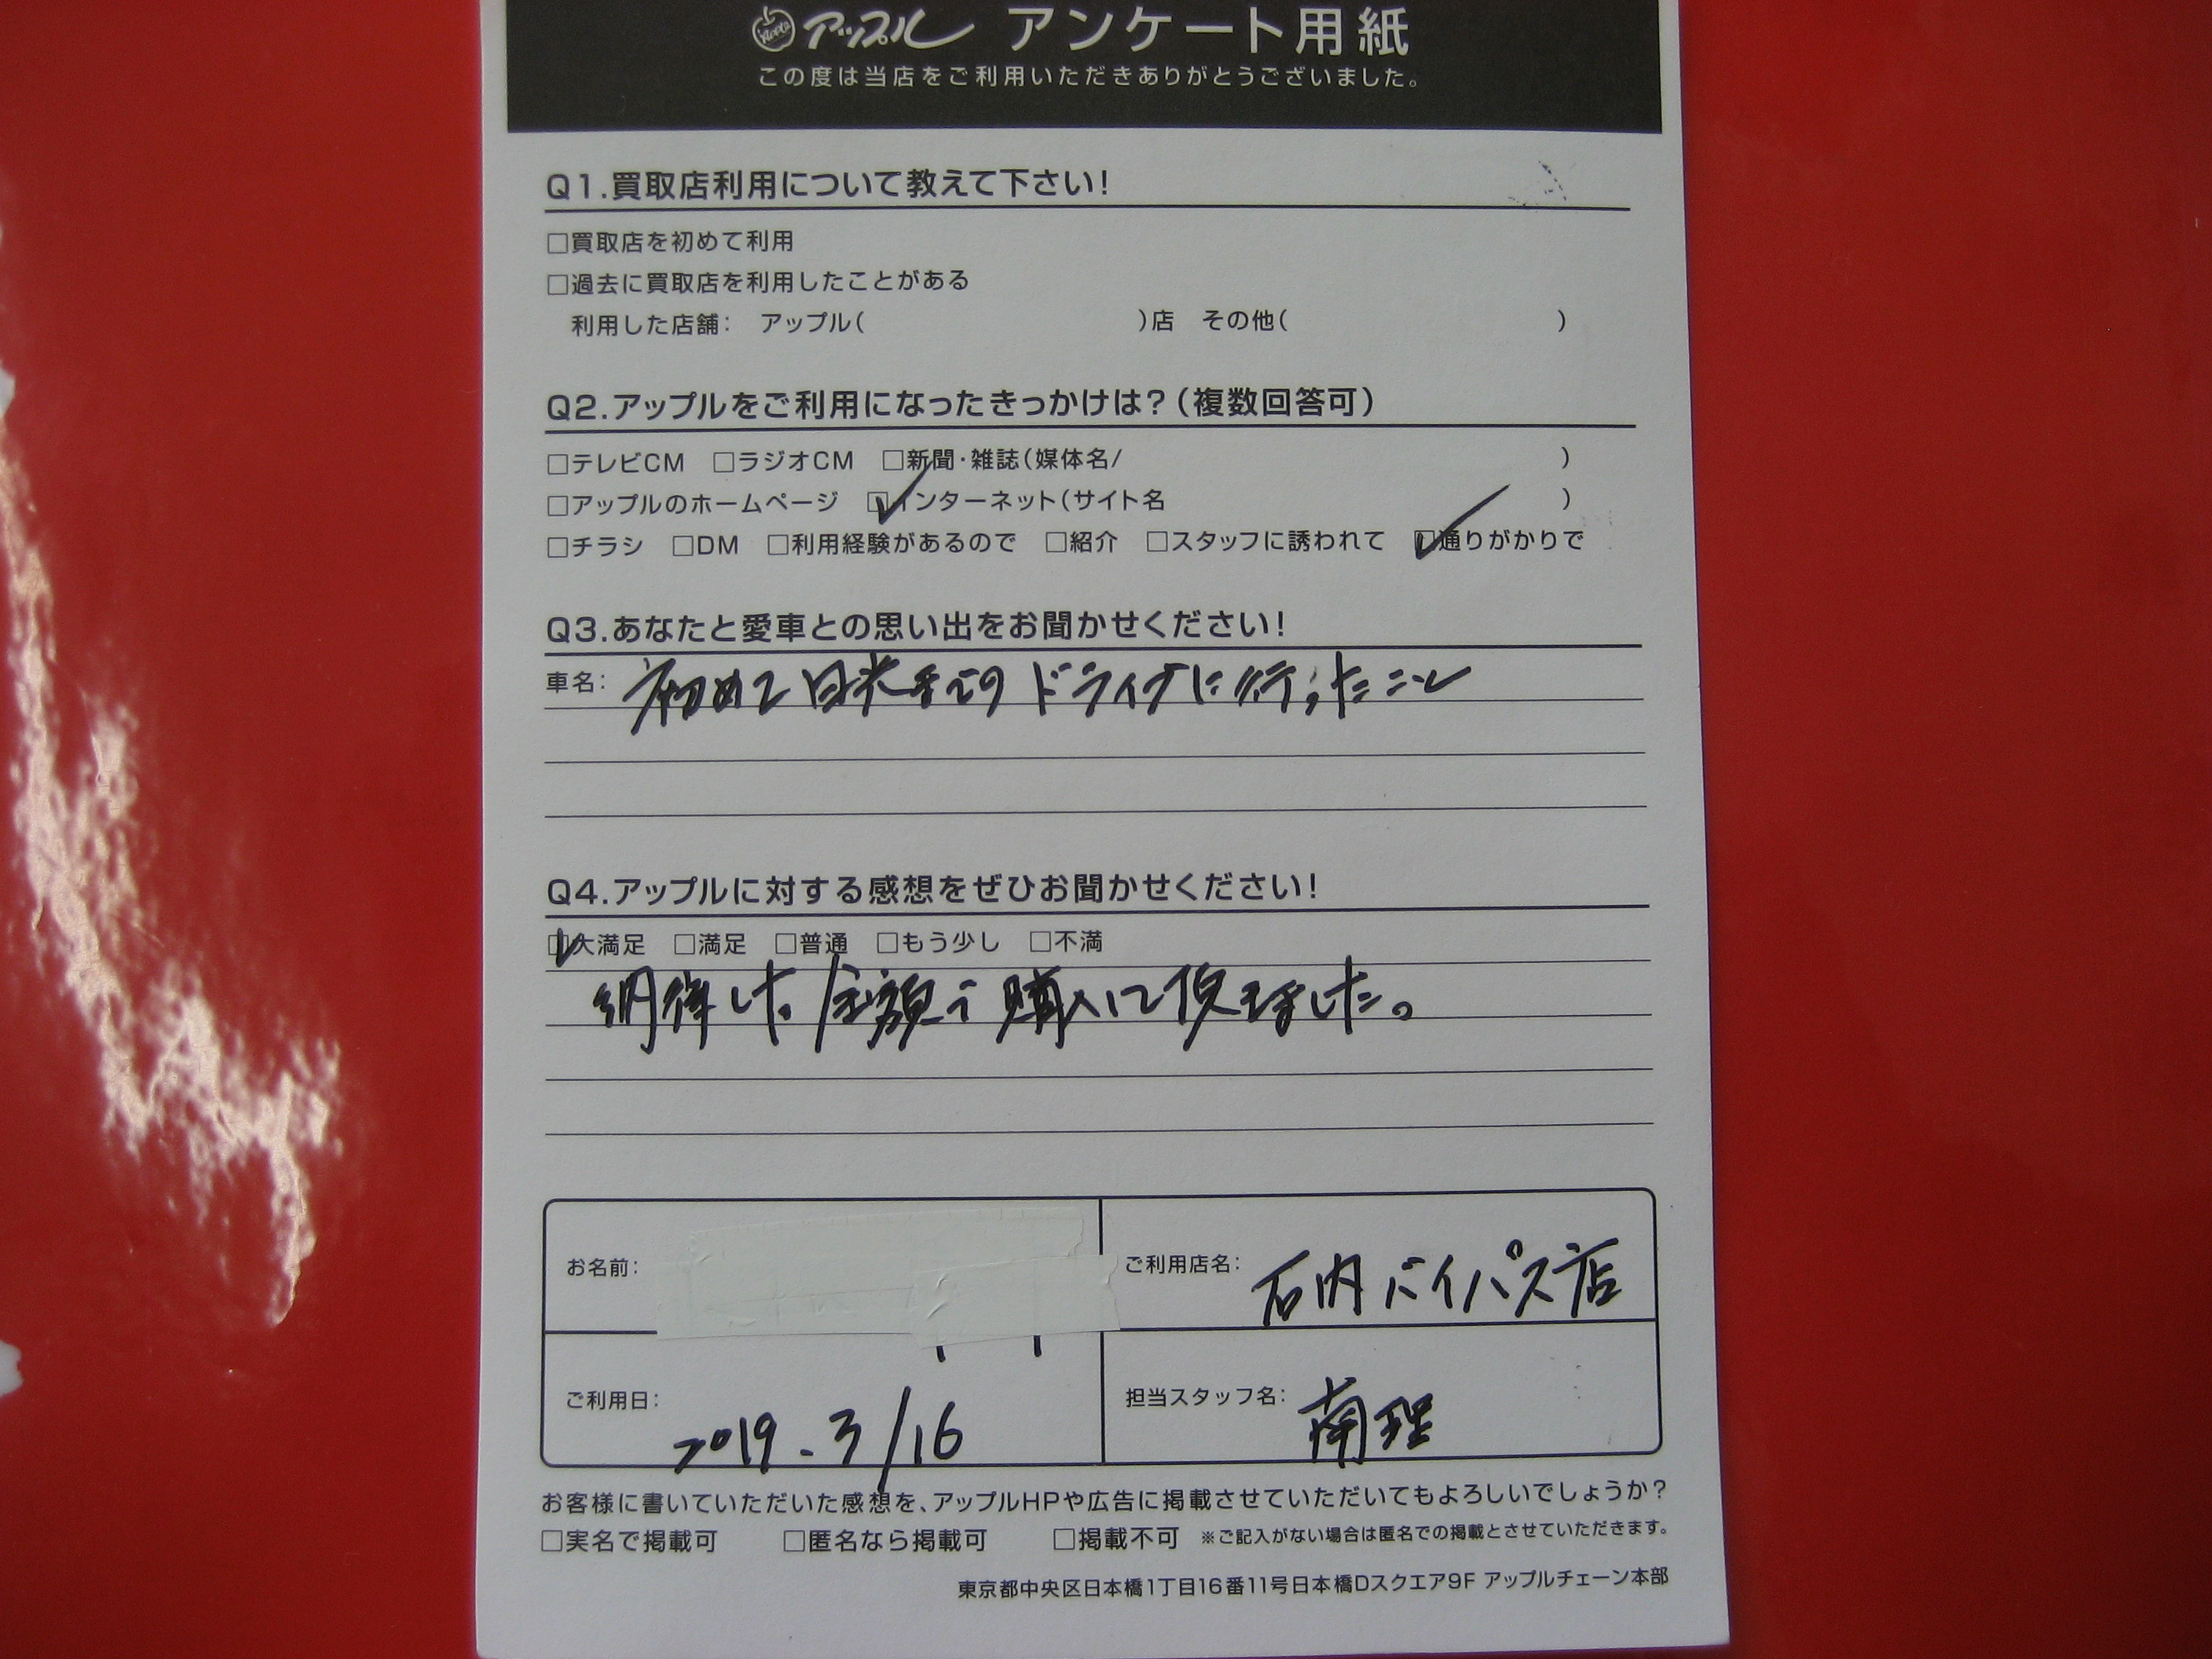 アップル アンケート用紙
この度は当店をご利用いただきありがとうございました。
Q1.買取店利用について教えて下さい!
□買取店を初めて利用
□過去に買取店を利用したことがある
利用した店舗: アップル( )店 その他( )
Q2.アップルをご利用になったきっかけは?(複数回答可)
□テレビCM □ラジオCM □新聞・雑誌(媒体名/ )
□アップルのホームページ ☑インターネット(サイト名 )
□チラシ □DM □利用経験があるので □紹介 □スタッフに誘われて ☑通りがかりで
Q3.あなたと愛車との思い出をお聞かせください!
車名: 初めて日光までのドライブに行ったこと
Q4.アップルに対する感想をぜひお聞かせください!
☑大満足 □満足 □普通 □もう少し □不満
納得した金額で購入して頂きました。
お名前:
ご利用店名: 石内バイパス店
ご利用日: 2019.3/16
担当スタッフ名: 南理
お客様に書いていただいた感想を、アップルHPや広告に掲載させていただいてもよろしいでしょうか?
□実名で掲載可 □匿名なら掲載可 □掲載不可 ※ご記入がない場合は匿名での掲載とさせていただきます。
東京都中央区日本橋1丁目16番11号日本橋Dスクエア9F アップルチェーン本部